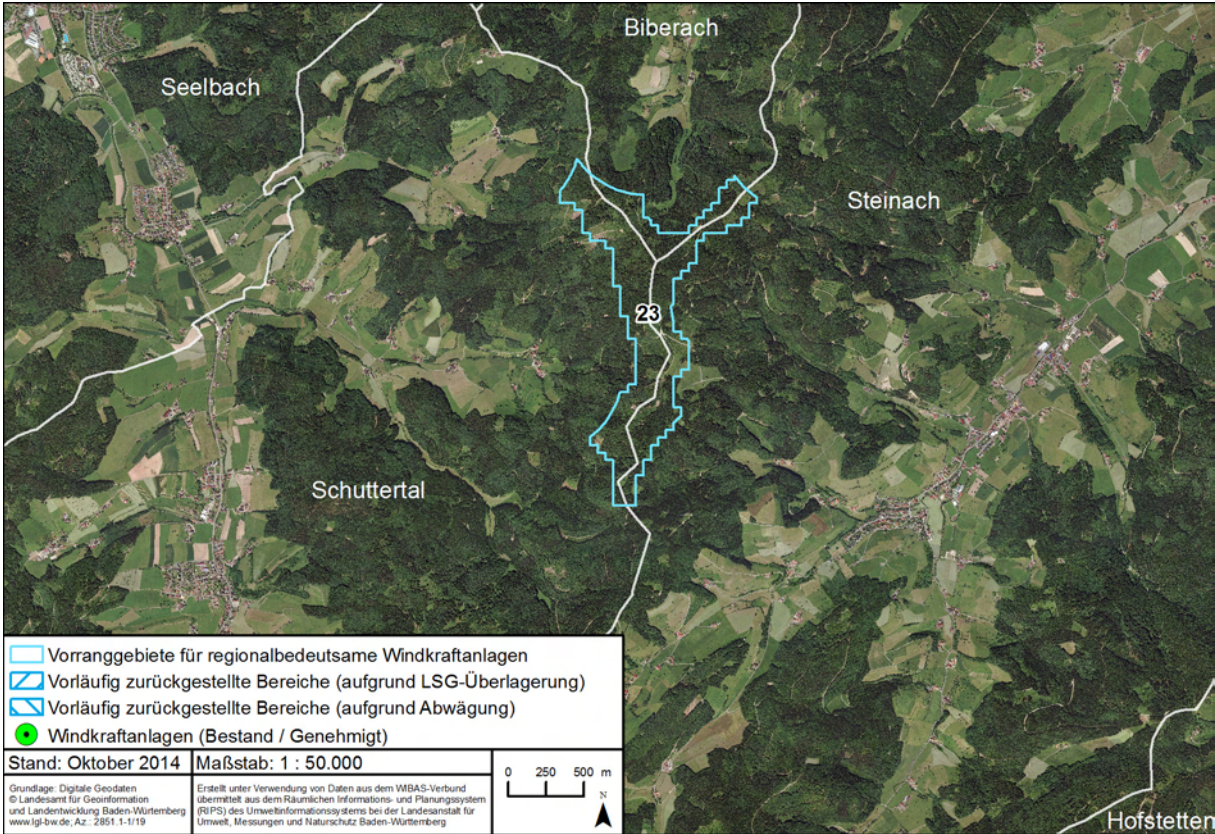 Biberach
Seelbach
Steinach
23
Schuttertal
Vorranggebiete für regionalbedeutsame Windkraftanlagen
Vorläufig zurückgestellte Bereiche (aufgrund LSG-Überlagerung)
Vorläufig zurückgestellte Bereiche (aufgrund Abwägung)
Windkraftanlagen (Bestand / Genehmigt)
Stand: Oktober 2014
Maßstab: 1 : 50.000
0 250 500 m
N
Grundlage: Digitale Geodaten
© Landesamt für Geoinformation
und Landentwicklung Baden-Würtemberg
www.lgl-bw.de; Az.: 2851.1-1/19
Erstellt unter Verwendung von Daten aus dem WIBAS-Verbund
übermittelt aus dem Räumlichen Informations- und Planungssystem
(RIPS) des Umweltinformationssystems bei der Landesanstalt für
Umwelt, Messungen und Naturschutz Baden-Württemberg
Hofstetten